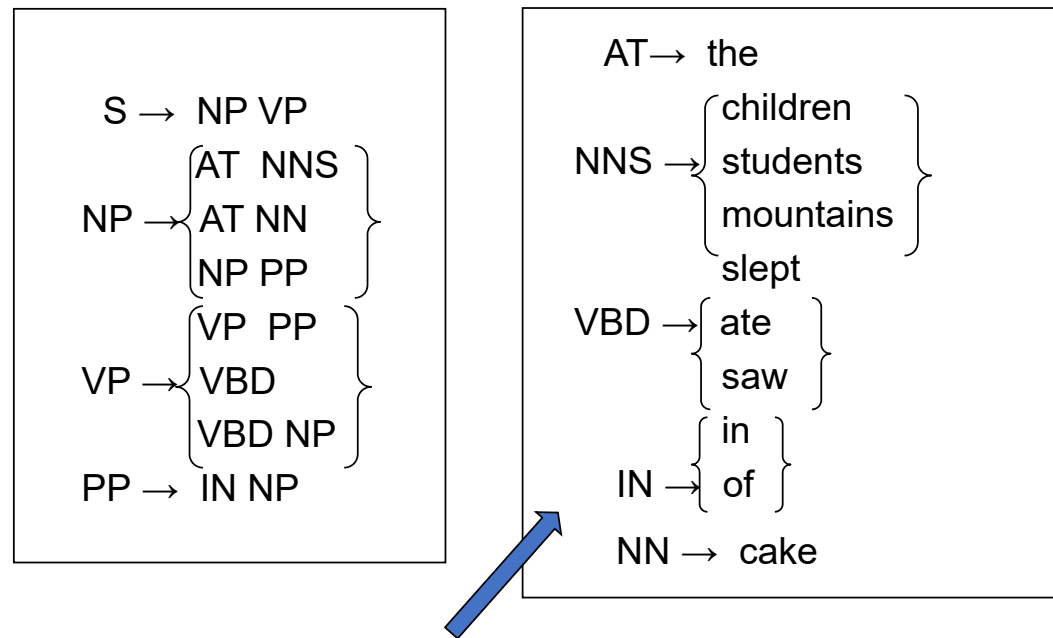 S → NP VP
AT NNS
NP → AT NN
NP PP
VP PP
VP → VBD
VBD NP
PP → IN NP
AT → the
children
NNS → students
mountains
slept
VBD → ate
saw
in
IN → of
NN → cake